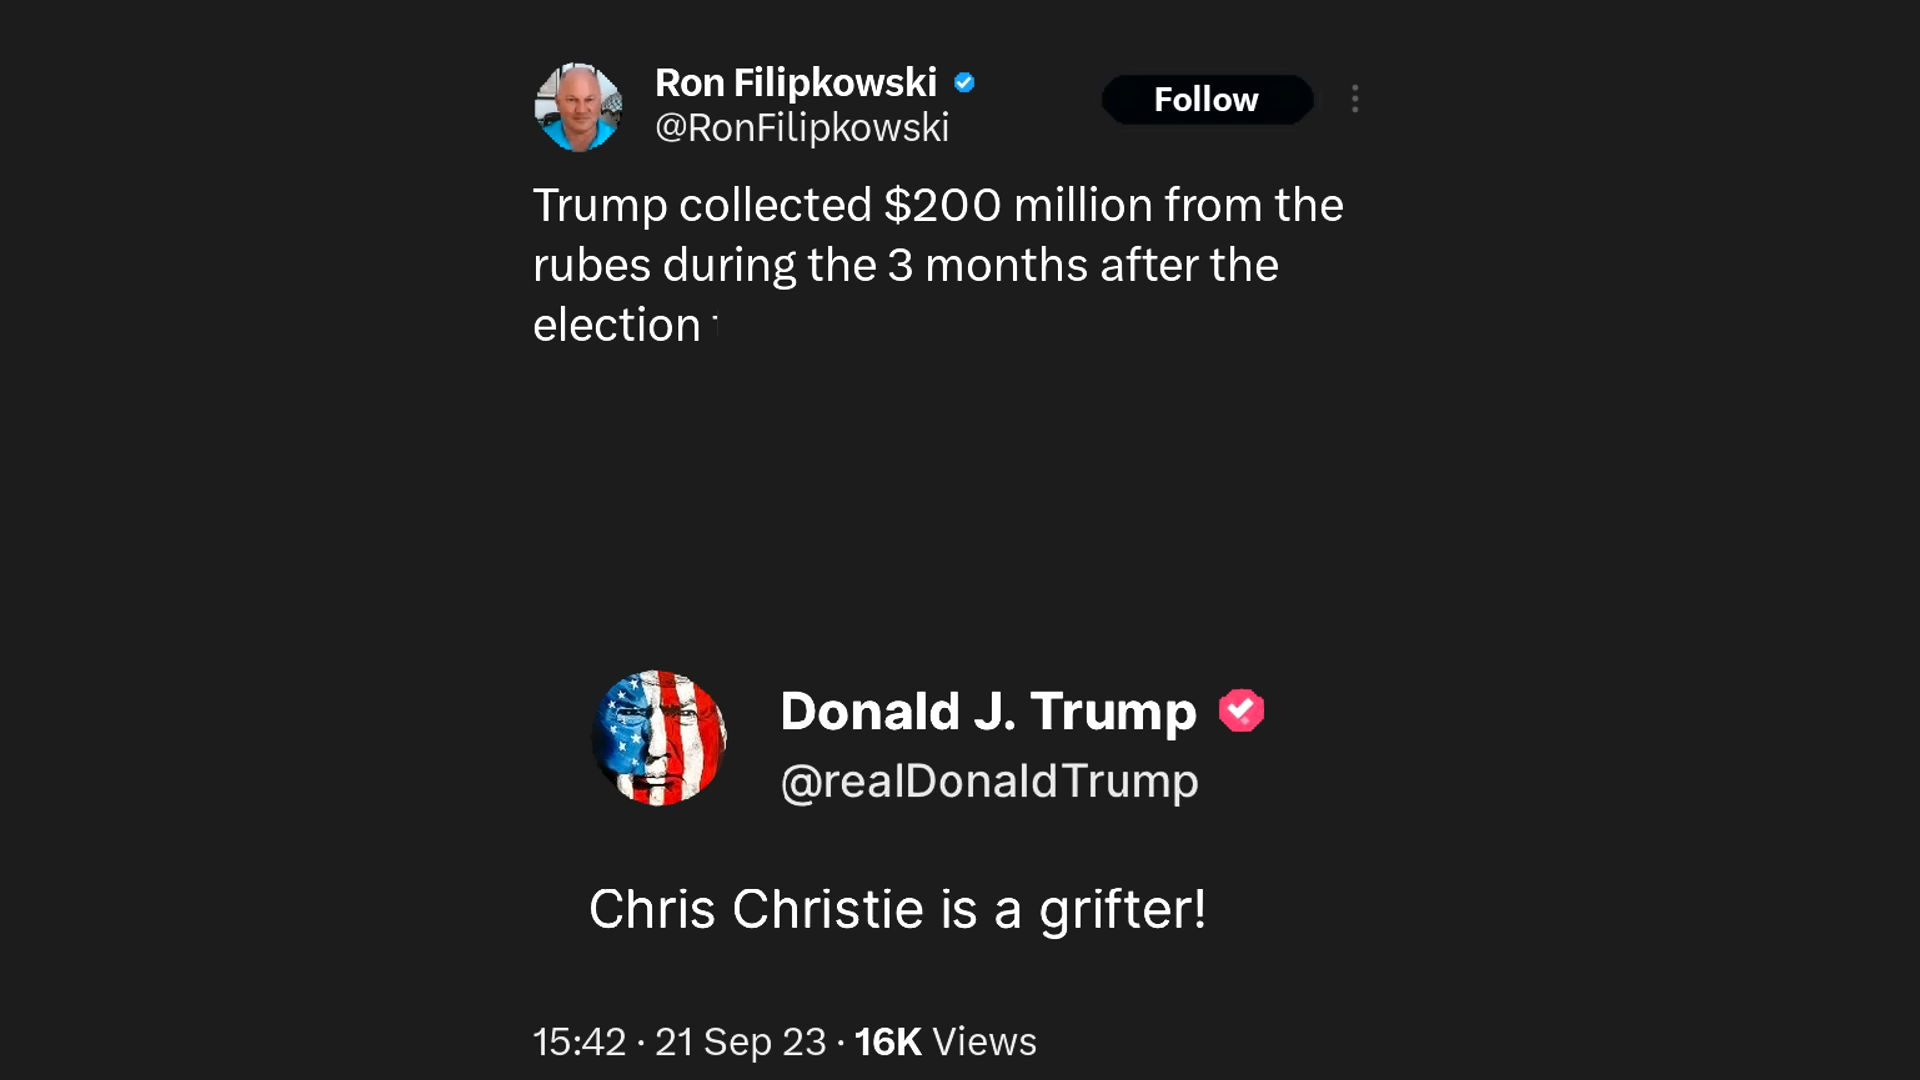 Ron Filipkowski
Follow
@RonFilipkowski
Trump collected $200 million from the
rubes during the 3 months after the
election
Donald J. Trump
@realDonaldTrump
Chris Christie is a grifter!
15:42 · 21 Sep 23 · 16K Views